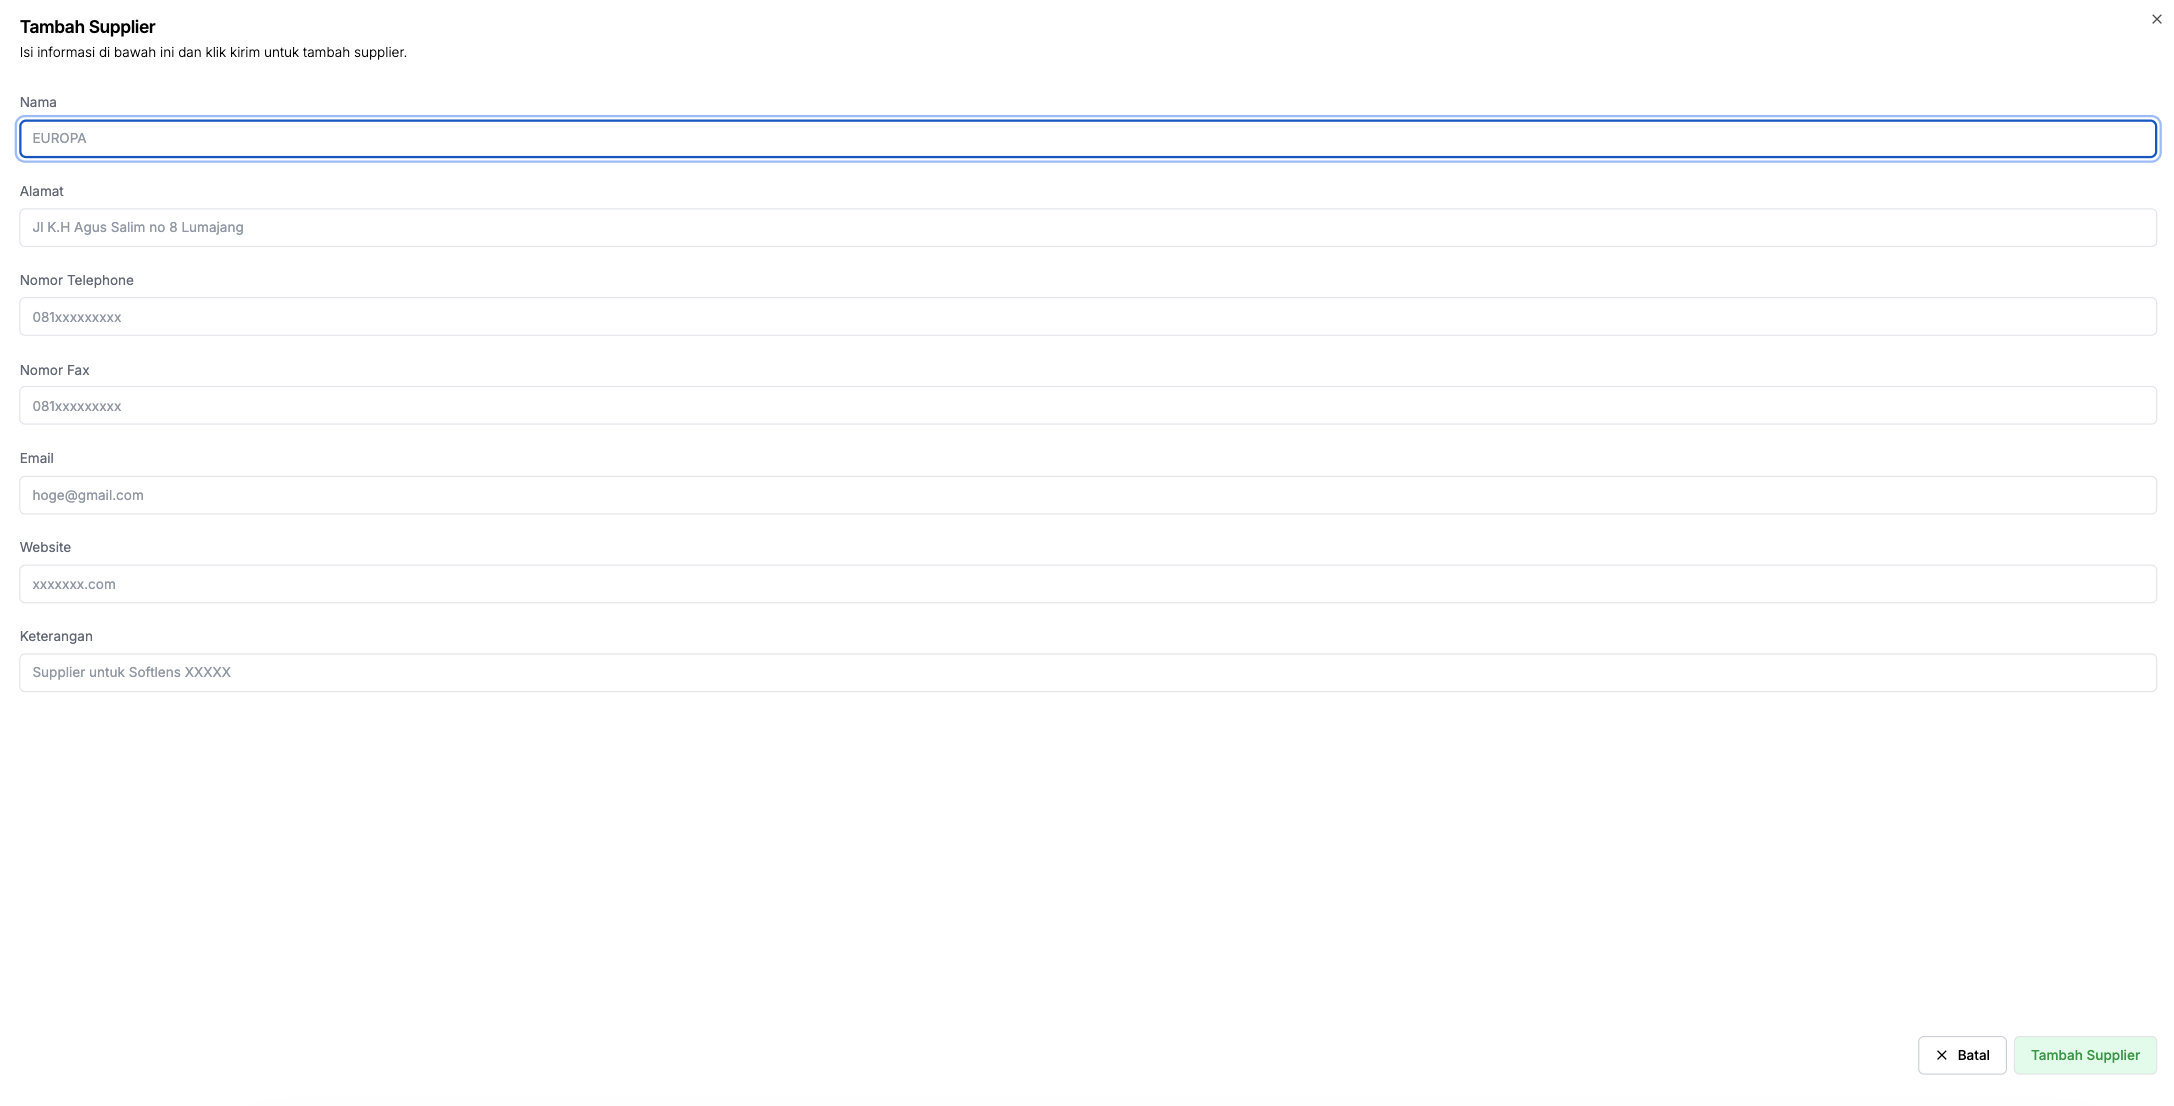 Tambah Supplier
Isi informasi di bawah ini dan klik kirim untuk tambah supplier.
Nama
EUROPA
Alamat
Jl K.H Agus Salim no 8 Lumajang
Nomor Telephone
081xxxxxxxxx
Nomor Fax
081xxxxxxxxx
Email
hoge@gmail.com
Website
xxxxxxx.com
Keterangan
Supplier untuk Softlens XXXXX
Batal
Tambah Supplier